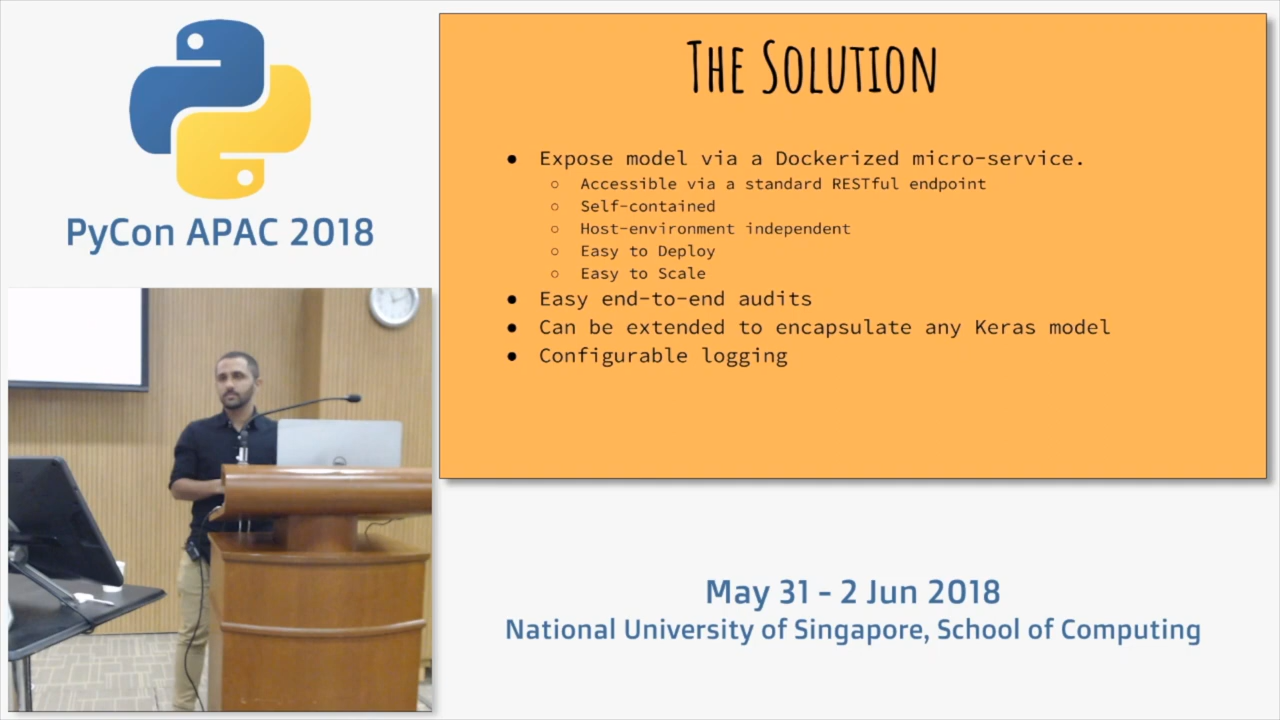 PyCon APAC 2018
The Solution
● Expose model via a Dockerized micro-service.
○ Accessible via a standard RESTful endpoint
○ Self-contained
○ Host-environment independent
○ Easy to Deploy
○ Easy to Scale
● Easy end-to-end audits
● Can be extended to encapsulate any Keras model
● Configurable logging
May 31 - 2 Jun 2018
National University of Singapore, School of Computing